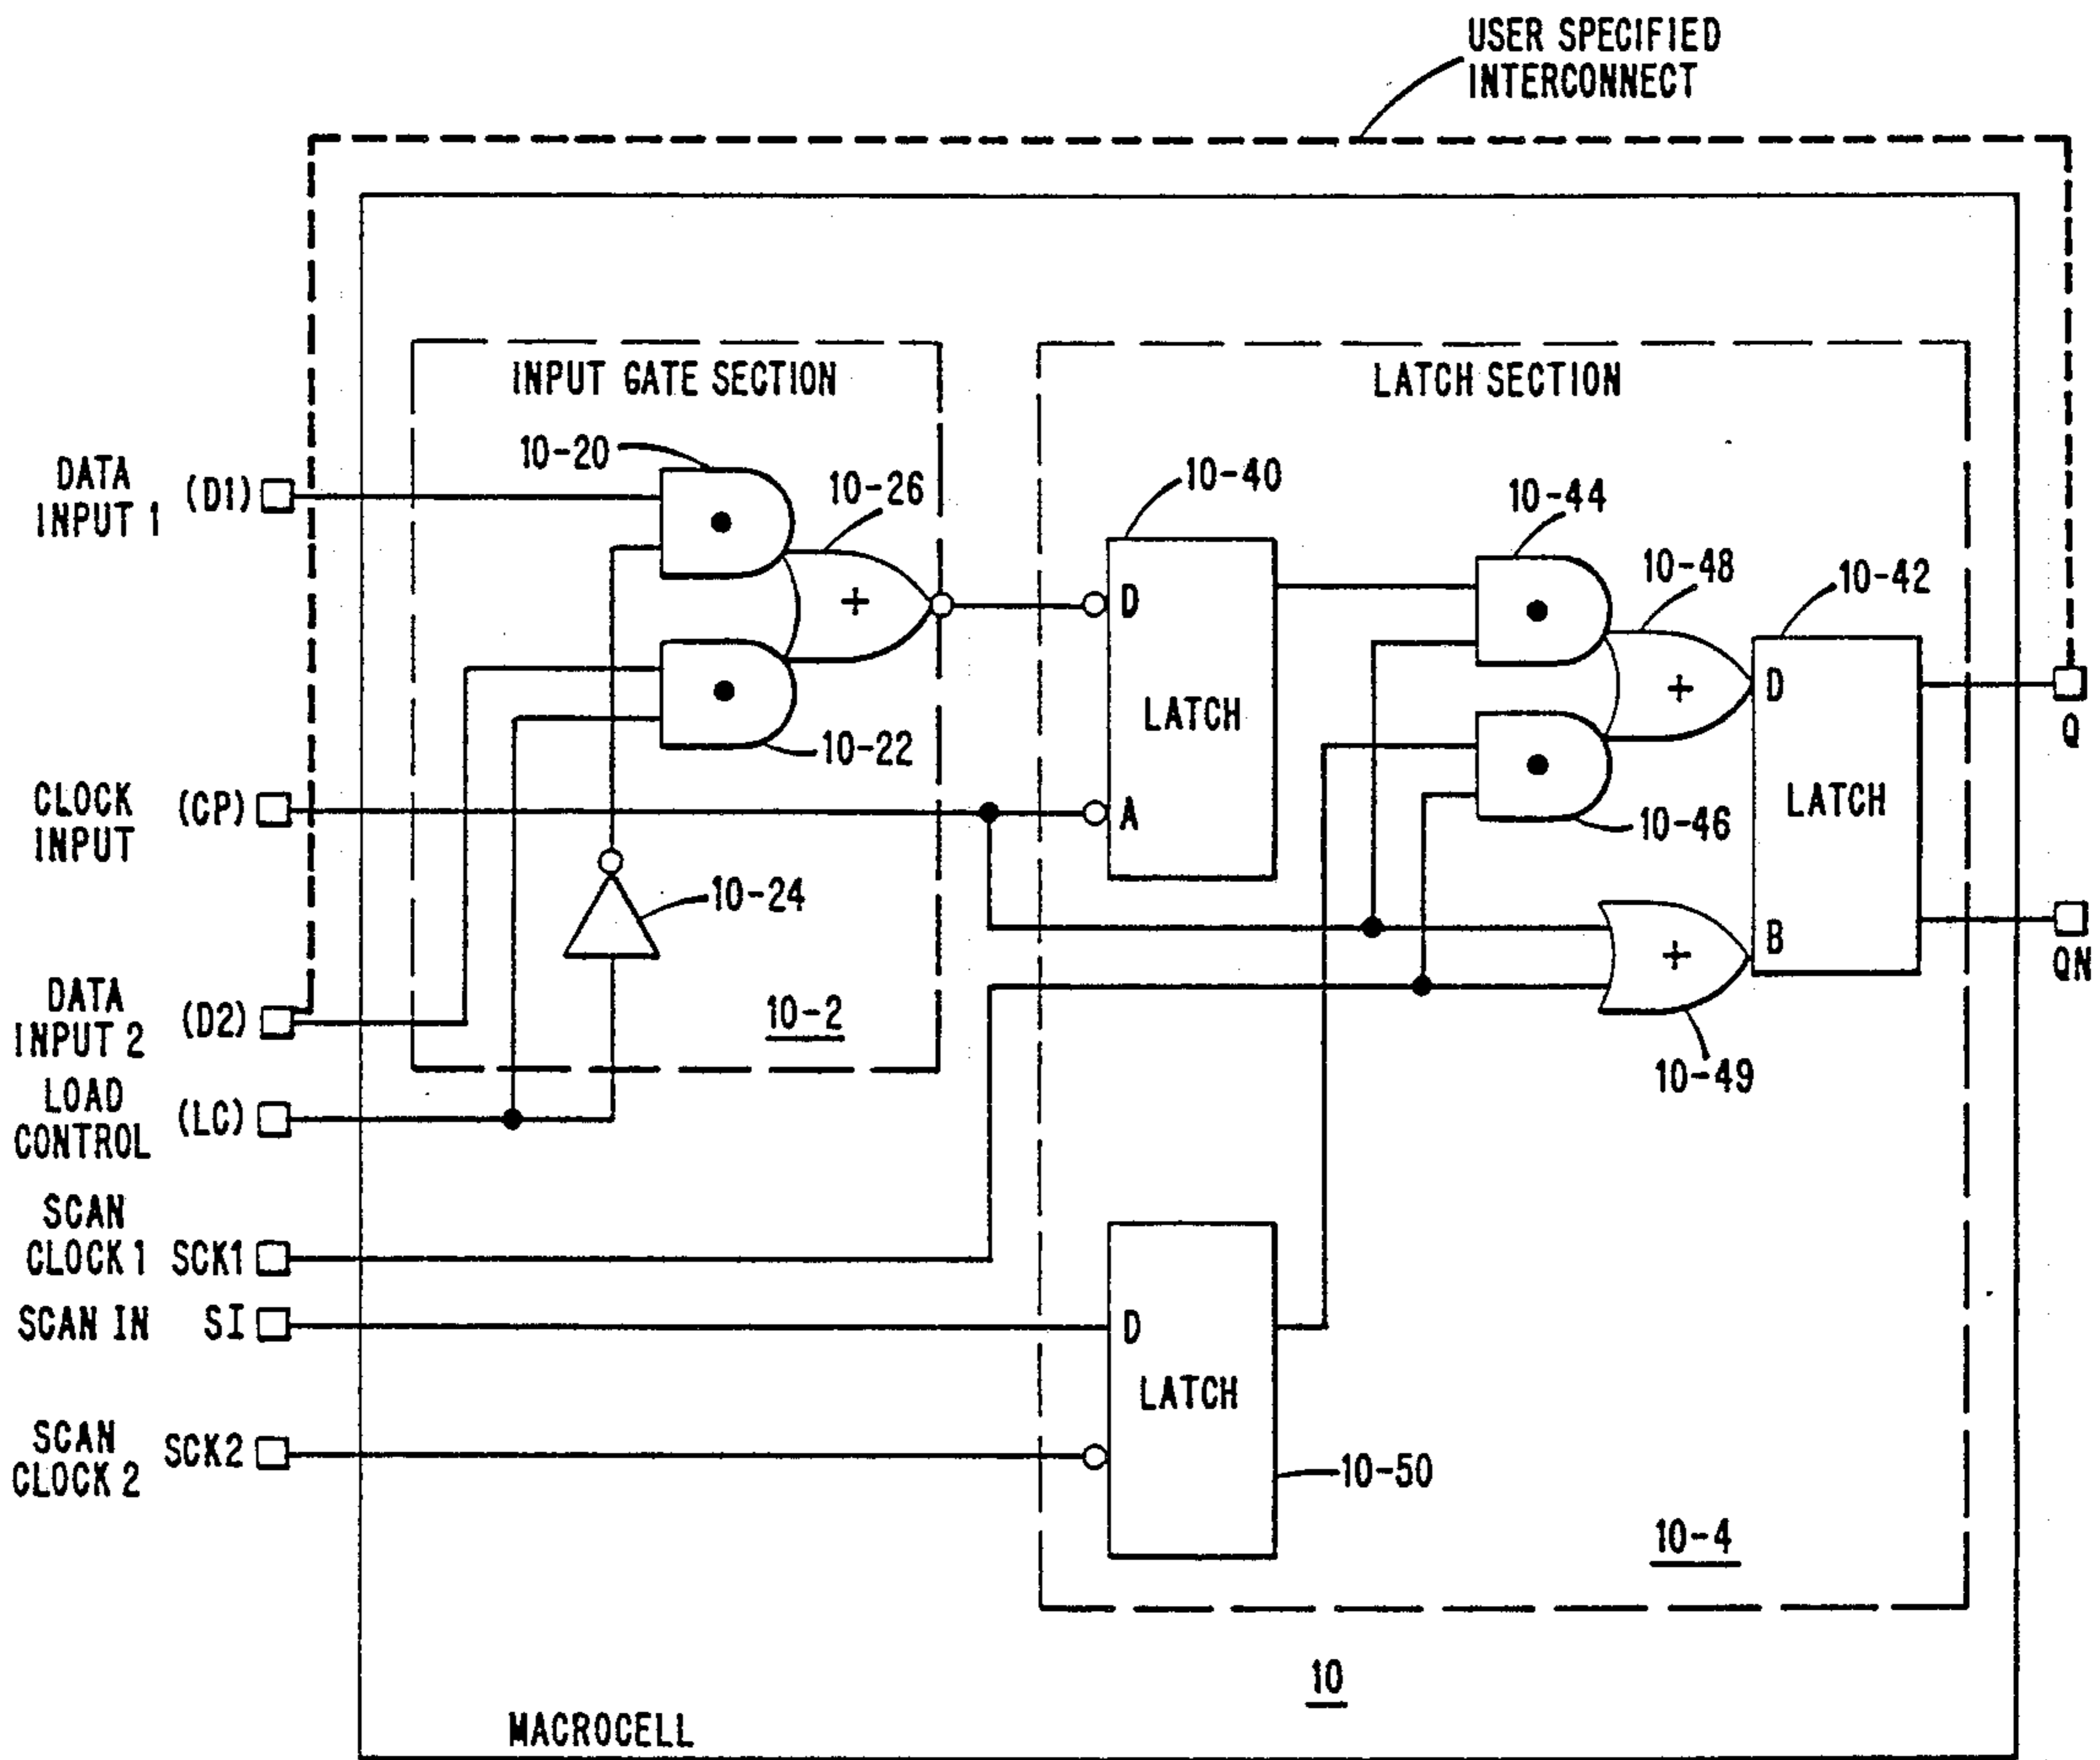 USER SPECIFIED
INTERCONNECT
INPUT GATE SECTION
LATCH SECTION
10-20
10-26
10-40
10-44
10-48
10-42
DATA
INPUT 1
(D1)
+
D
LATCH
+
D
LATCH
Q
10-22
10-46
CLOCK
INPUT
(CP)
A
10-24
+
B
QN
DATA
INPUT 2
(D2)
10-2
10-49
LOAD
CONTROL
(LC)
SCAN
CLOCK 1
SCK1
SCAN IN
SI
D
LATCH
SCAN
CLOCK 2
SCK2
10-50
10-4
10
MACROCELL